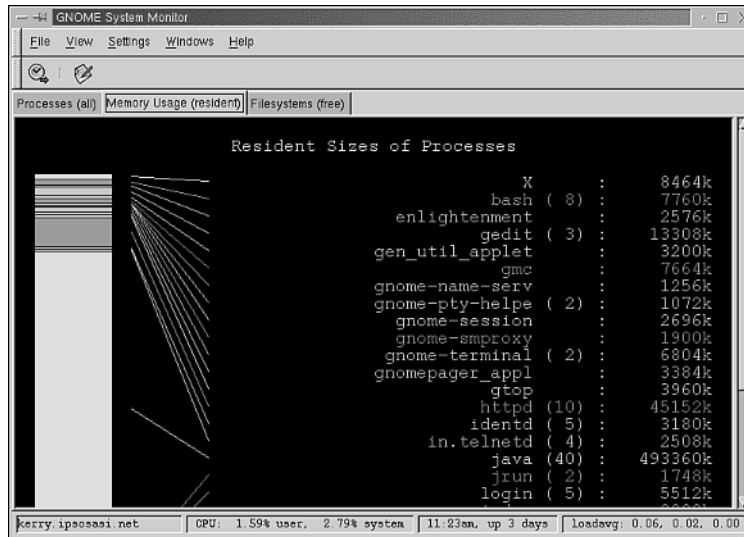 GNOME System Monitor
File View Settings Windows Help
Processes (all) Memory Usage (resident) Filesystems (free)
Resident Sizes of Processes
X : 8464k
bash ( 8) : 7760k
enlightenment : 2576k
gedit ( 3) : 13308k
gen_util_applet : 3200k
gmc : 7664k
gnome-name-serv : 1256k
gnome-pty-helpe ( 2) : 1072k
gnome-session : 2696k
gnome-smproxy : 1900k
gnome-terminal ( 2) : 6804k
gnomepager_appl : 3384k
gtop : 3960k
httpd (10) : 45152k
identd ( 5) : 3180k
in.telnetd ( 4) : 2508k
java (40) : 493360k
jrun ( 2) : 1748k
login ( 5) : 5512k
kerry.ipsosasi.net CPU: 1.59% user, 2.79% system 11:23am, up 3 days loadavg: 0.06, 0.02, 0.00